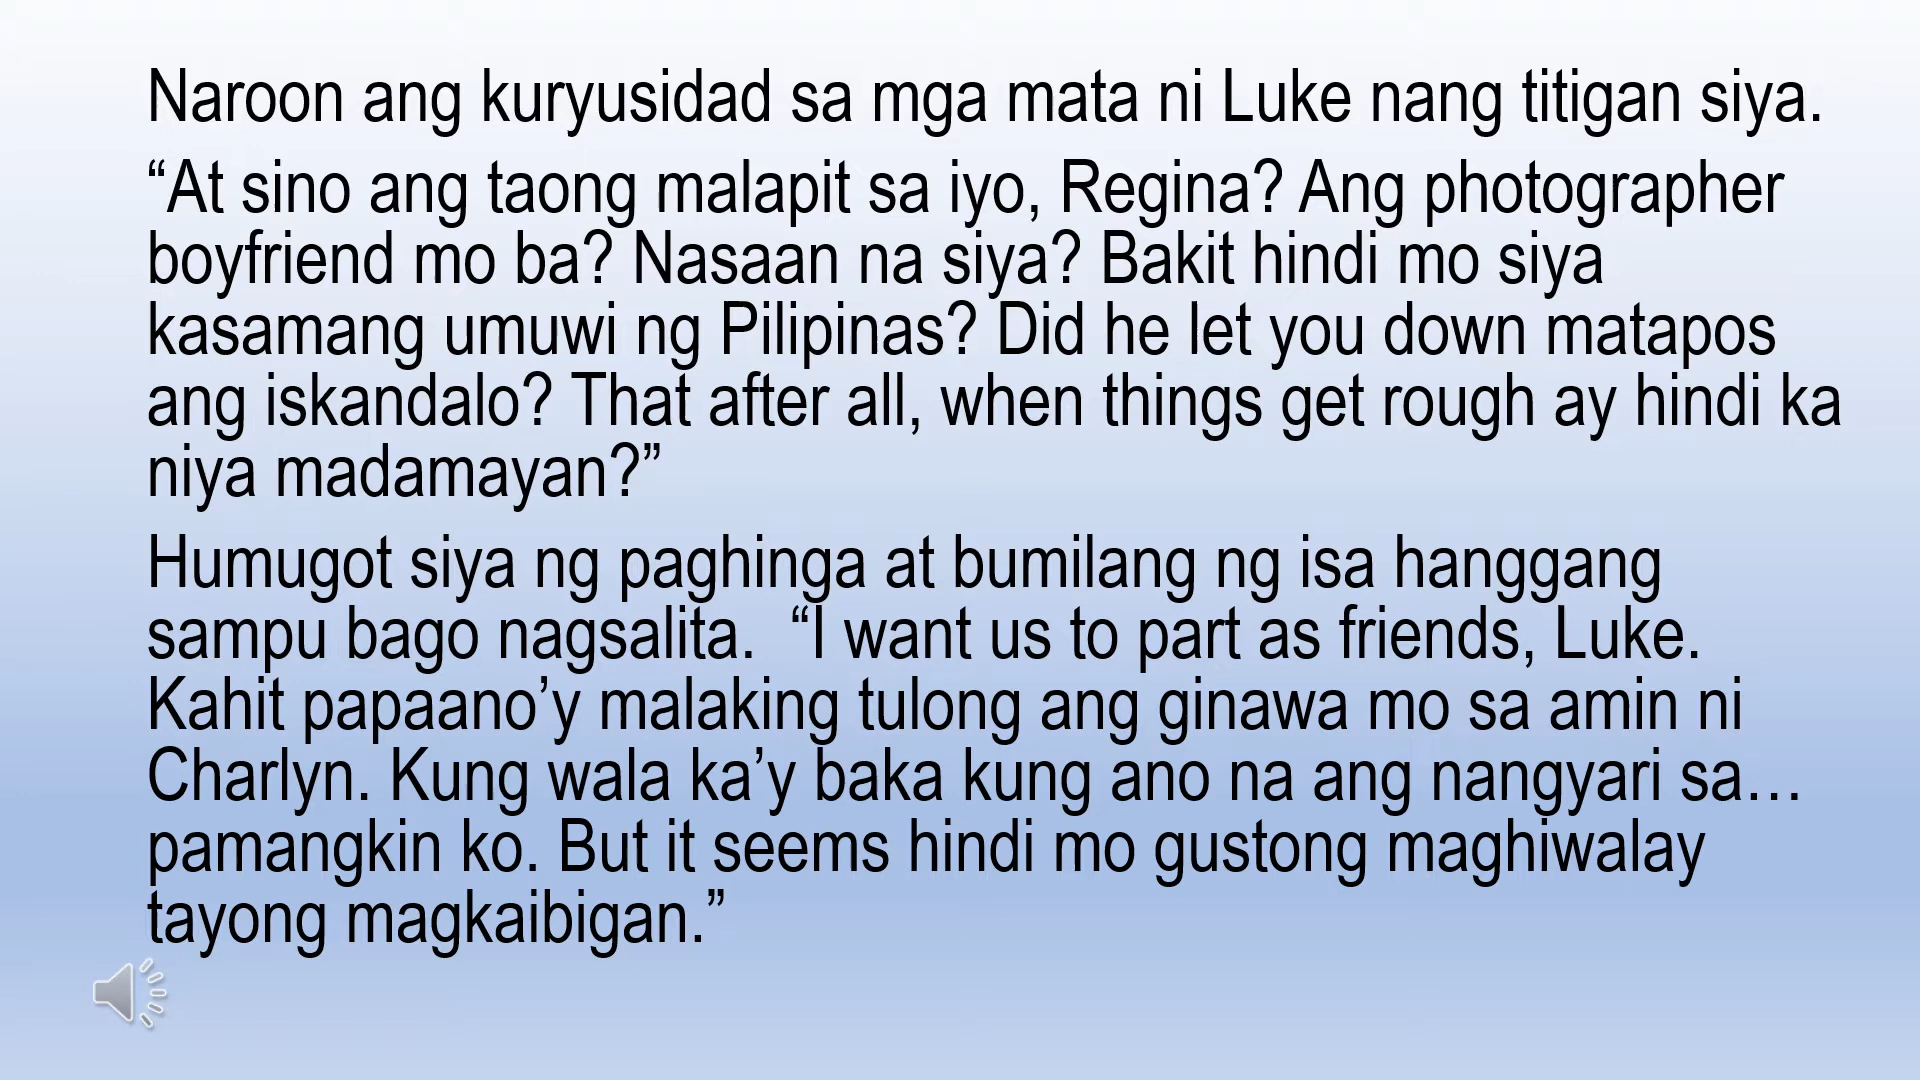 Naroon ang kuryusidad sa mga mata ni Luke nang titigan siya.
“At sino ang taong malapit sa iyo, Regina? Ang photographer
boyfriend mo ba? Nasaan na siya? Bakit hindi mo siya
kasamang umuwi ng Pilipinas? Did he let you down matapos
ang iskandalo? That after all, when things get rough ay hindi ka
niya madamayan?”
Humugot siya ng paghinga at bumilang ng isa hanggang
sampu bago nagsalita.  “I want us to part as friends, Luke.
Kahit papaano’y malaking tulong ang ginawa mo sa amin ni
Charlyn. Kung wala ka’y baka kung ano na ang nangyari sa…
pamangkin ko. But it seems hindi mo gustong maghiwalay
tayong magkaibigan.”